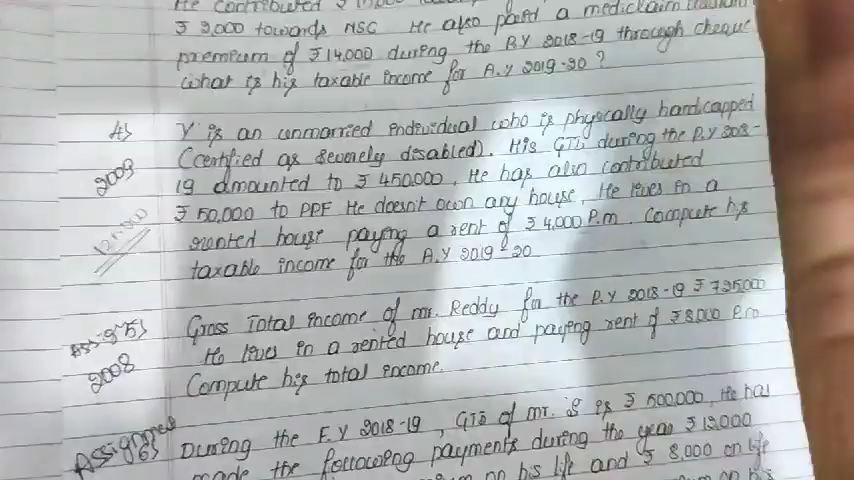 He contributed ₹
₹ 3,000 towards NSC He also paid a mediclaim
premium of ₹ 14,000 during the P.Y 2018-19 through cheque
what is his taxable income for A.Y 2019-20 ?
4) Y is an unmarried individual who is physically handicapped
2009 (certified as severely disabled). His GTI during the P.Y 2018-
19 amounted to ₹ 450,000, He has also contributed
₹ 50,000 to PPF He doesn't own any house, He lives in a
rented house paying a rent of ₹ 4,000 P.m Compute his
taxable income for the A.Y 2019-20
5) Gross Total income of mr. Reddy for the P.Y 2018-19 ₹ 725000
He lives in a rented house and paying rent of ₹ 8,000 P.m
2008 Compute his total income.
Assignment
6) During the F.Y 2018-19, GTI of mr. S is ₹ 500,000, He has
made the following payments during the year ₹
on his life and ₹ 8,000 on life